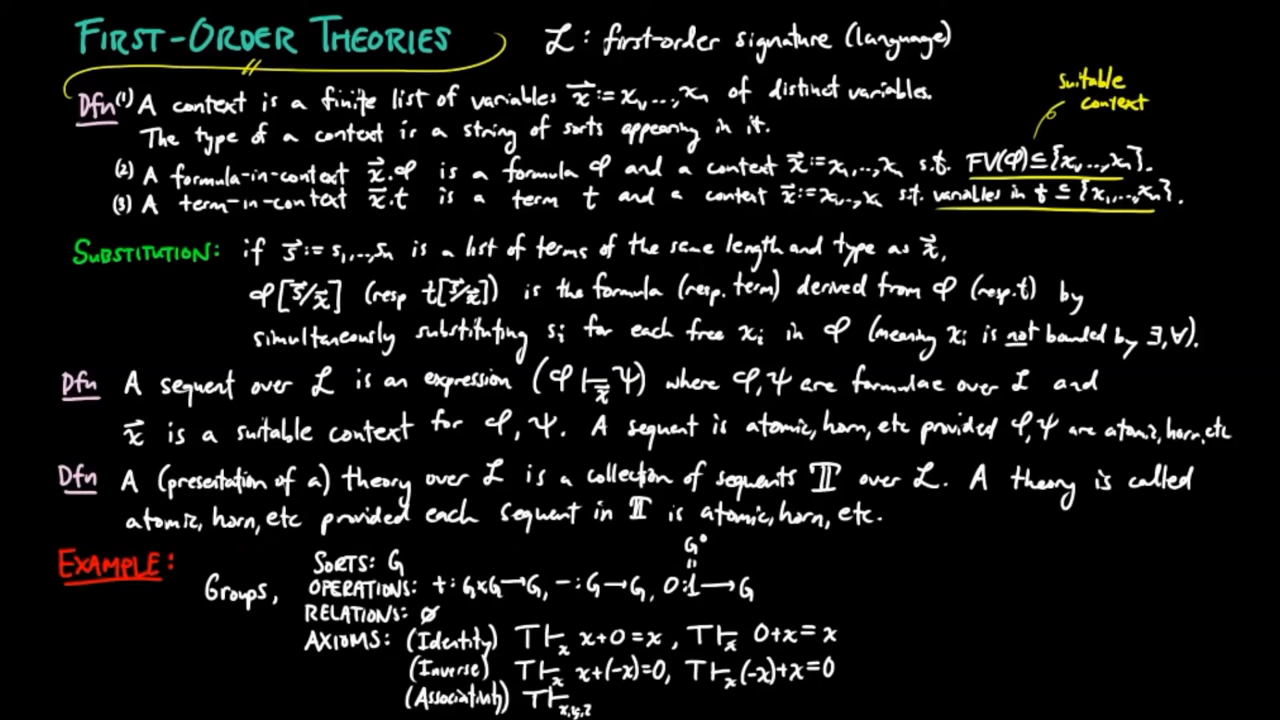 FIRST-ORDER THEORIES
ℒ : first-order signature (language)
suitable context
Dfn (1) A context is a finite list of variables x⃗ := x₁,...,xₙ of distinct variables.
The type of a context is a string of sorts appearing in it.
(2) A formula-in-context x⃗.φ is a formula φ and a context x⃗ := x₁,...,xₙ s.t. FV(φ) ⊆ {x₁,...,xₙ}.
(3) A term-in-context x⃗.t is a term t and a context x⃗ := x₁,...,xₙ s.t. variables in t ⊆ {x₁,...,xₙ}.
SUBSTITUTION: if s⃗ := s₁,...,sₙ is a list of terms of the same length and type as x⃗,
φ[s⃗/x⃗] (resp t[s⃗/x⃗]) is the formula (resp. term) derived from φ (resp. t) by
simultaneously substituting sᵢ for each free xᵢ in φ (meaning xᵢ is not bounded by ∃,∀).
Dfn A sequent over ℒ is an expression (φ ⊢_x⃗ ψ) where φ,ψ are formulae over ℒ and
x⃗ is a suitable context for φ,ψ. A sequent is atomic, horn, etc provided φ,ψ are atomic, horn, etc
Dfn A (presentation of a) theory over ℒ is a collection of sequents 𝕋 over ℒ. A theory is called
atomic, horn, etc provided each sequent in 𝕋 is atomic, horn, etc.
EXAMPLE:
Groups,
SORTS: G
G⁰
=
OPERATIONS: +: G×G→G, −: G→G, 0: 1→G
RELATIONS: ∅
AXIOMS: (Identity) ⊤ ⊢_x x+0=x, ⊤ ⊢_x 0+x=x
(Inverse) ⊤ ⊢_x x+(-x)=0, ⊤ ⊢_x (-x)+x=0
(Associativity) ⊤ ⊢_x,y,z